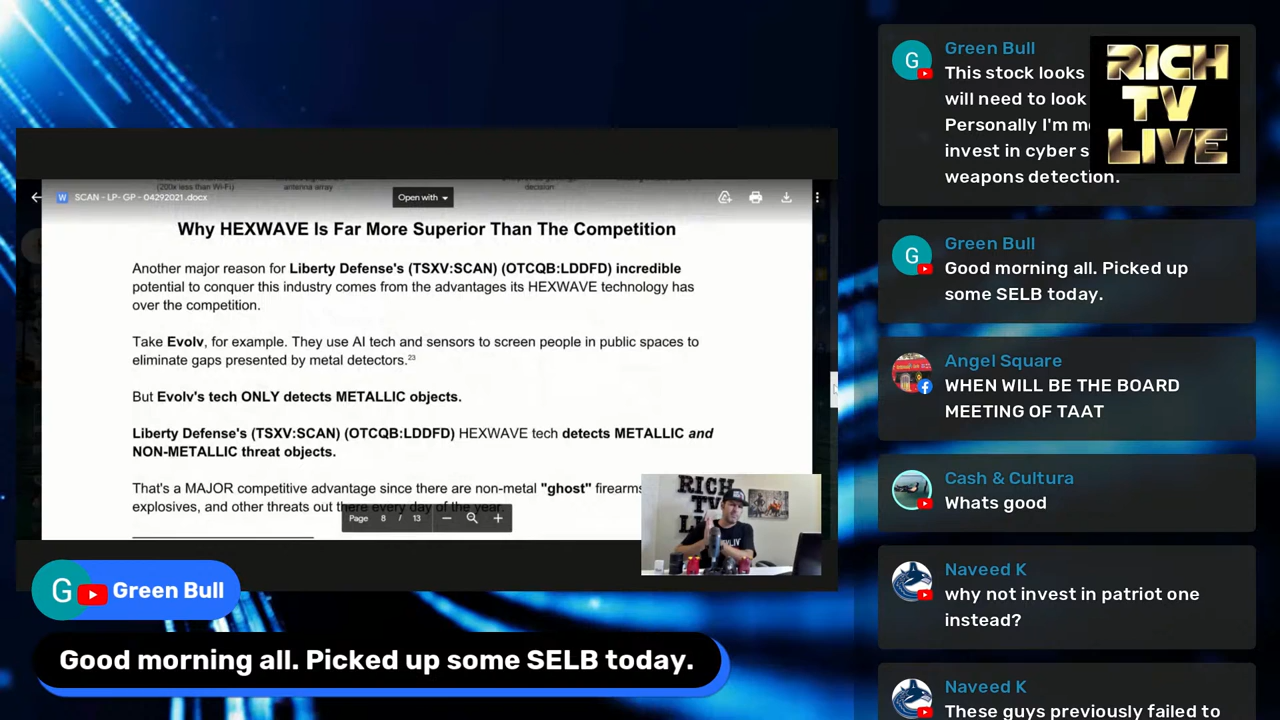 (200x less than Wi-Fi)
antenna array
decision:
SCAN - LP- GP - 04292021 .docx
Open with
Why HEXWAVE Is Far More Superior Than The Competition
Another major reason for Liberty Defense's (TSXV:SCAN) (OTCQB:LDDFD) incredible
potential to conquer this industry comes from the advantages its HEXWAVE technology has
over the competition.
Take Evolv, for example. They use AI tech and sensors to screen people in public spaces to
eliminate gaps presented by metal detectors.23
But Evolv's tech ONLY detects METALLIC objects.
Liberty Defense's (TSXV:SCAN) (OTCQB:LDDFD) HEXWAVE tech detects METALLIC and
NON-METALLIC threat objects.
That's a MAJOR competitive advantage since there are non-metal "ghost" firearms
explosives, and other threats out there every day of the year.
Page 8 / 13
RICH
TV
G
Green Bull
Good morning all. Picked up some SELB today.
G
Green Bull
This stock looks
will need to look
Personally I'm
invest in cyber
weapons detection.
RICH
TV
LIVE
G
Green Bull
Good morning all. Picked up
some SELB today.
Angel Square
WHEN WILL BE THE BOARD
MEETING OF TAAT
Cash & Cultura
Whats good
Naveed K
why not invest in patriot one
instead?
Naveed K
These guys previously failed to